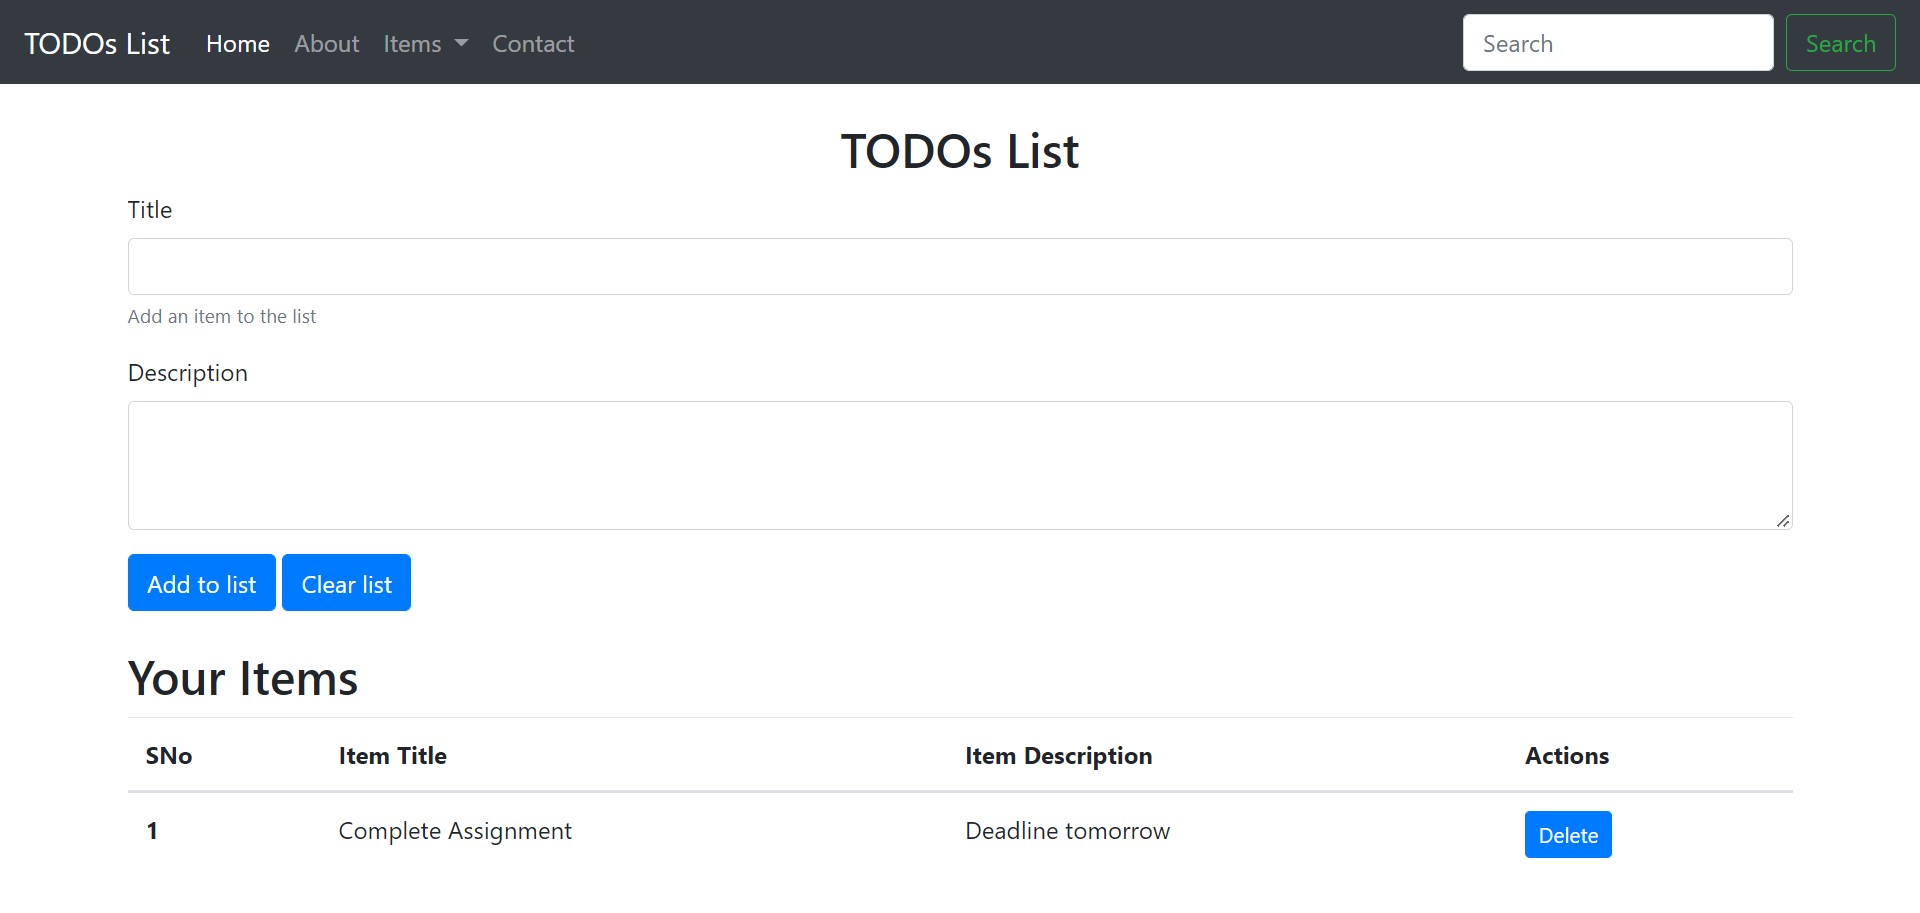 TODOs List Home About Items Contact Search Search
TODOs List
Title
Add an item to the list
Description
Add to list Clear list
Your Items
SNo Item Title Item Description Actions
1 Complete Assignment Deadline tomorrow Delete